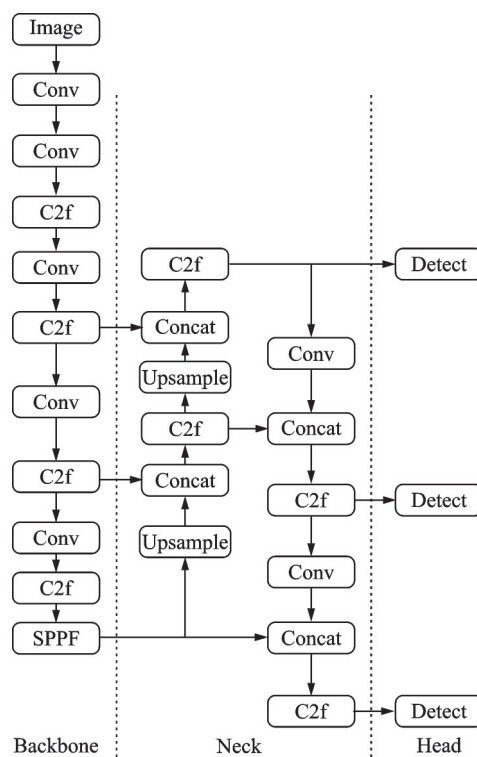 Image
Conv
Conv
C2f
Conv
C2f
Conv
C2f
Conv
C2f
SPPF
C2f
Concat
Upsample
C2f
Concat
Upsample
Conv
Concat
C2f
Conv
Concat
C2f
Detect
Detect
Detect
Backbone
Neck
Head